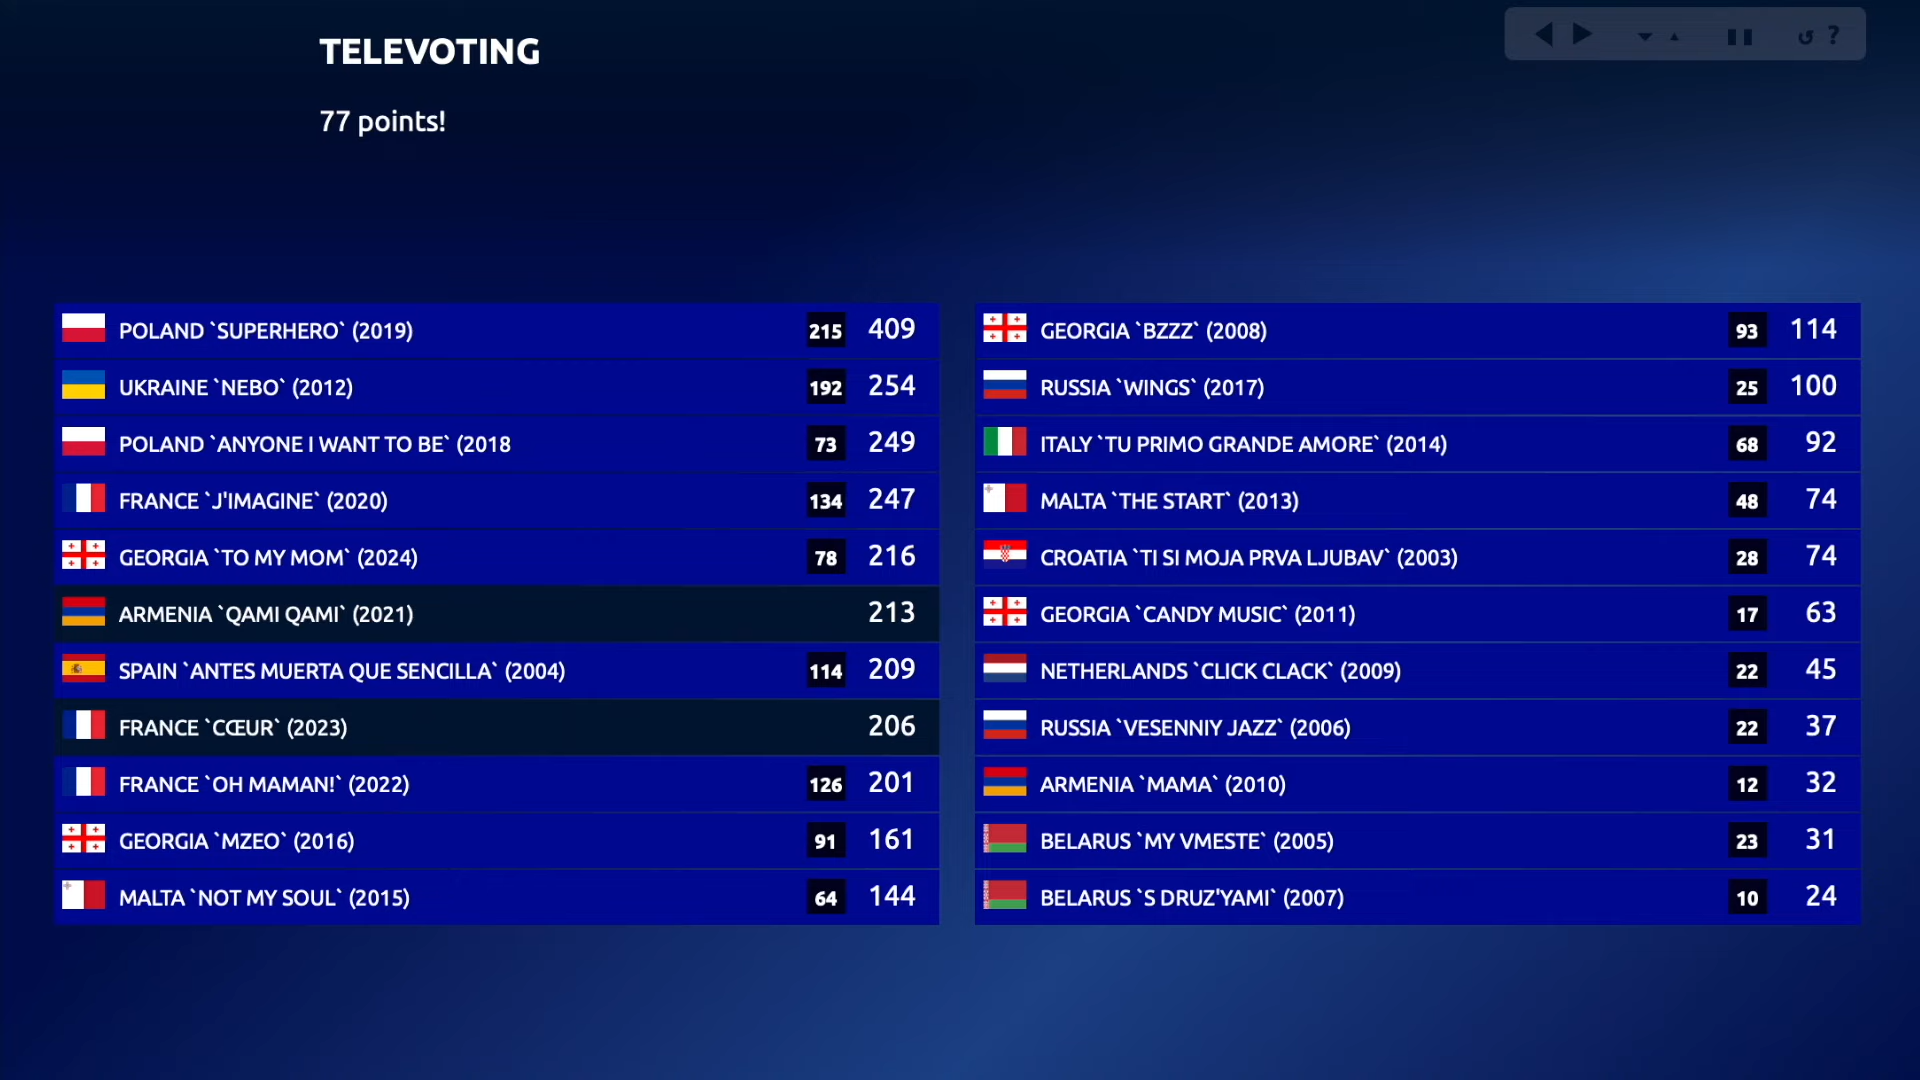 TELEVOTING
77 points!
POLAND `SUPERHERO` (2019) 215 409
UKRAINE `NEBO` (2012) 192 254
POLAND `ANYONE I WANT TO BE` (2018 73 249
FRANCE `J'IMAGINE` (2020) 134 247
GEORGIA `TO MY MOM` (2024) 78 216
ARMENIA `QAMI QAMI` (2021) 213
SPAIN `ANTES MUERTA QUE SENCILLA` (2004) 114 209
FRANCE `CŒUR` (2023) 206
FRANCE `OH MAMAN!` (2022) 126 201
GEORGIA `MZEO` (2016) 91 161
MALTA `NOT MY SOUL` (2015) 64 144
GEORGIA `BZZZ` (2008) 93 114
RUSSIA `WINGS` (2017) 25 100
ITALY `TU PRIMO GRANDE AMORE` (2014) 68 92
MALTA `THE START` (2013) 48 74
CROATIA `TI SI MOJA PRVA LJUBAV` (2003) 28 74
GEORGIA `CANDY MUSIC` (2011) 17 63
NETHERLANDS `CLICK CLACK` (2009) 22 45
RUSSIA `VESENNIY JAZZ` (2006) 22 37
ARMENIA `MAMA` (2010) 12 32
BELARUS `MY VMESTE` (2005) 23 31
BELARUS `S DRUZ'YAMI` (2007) 10 24